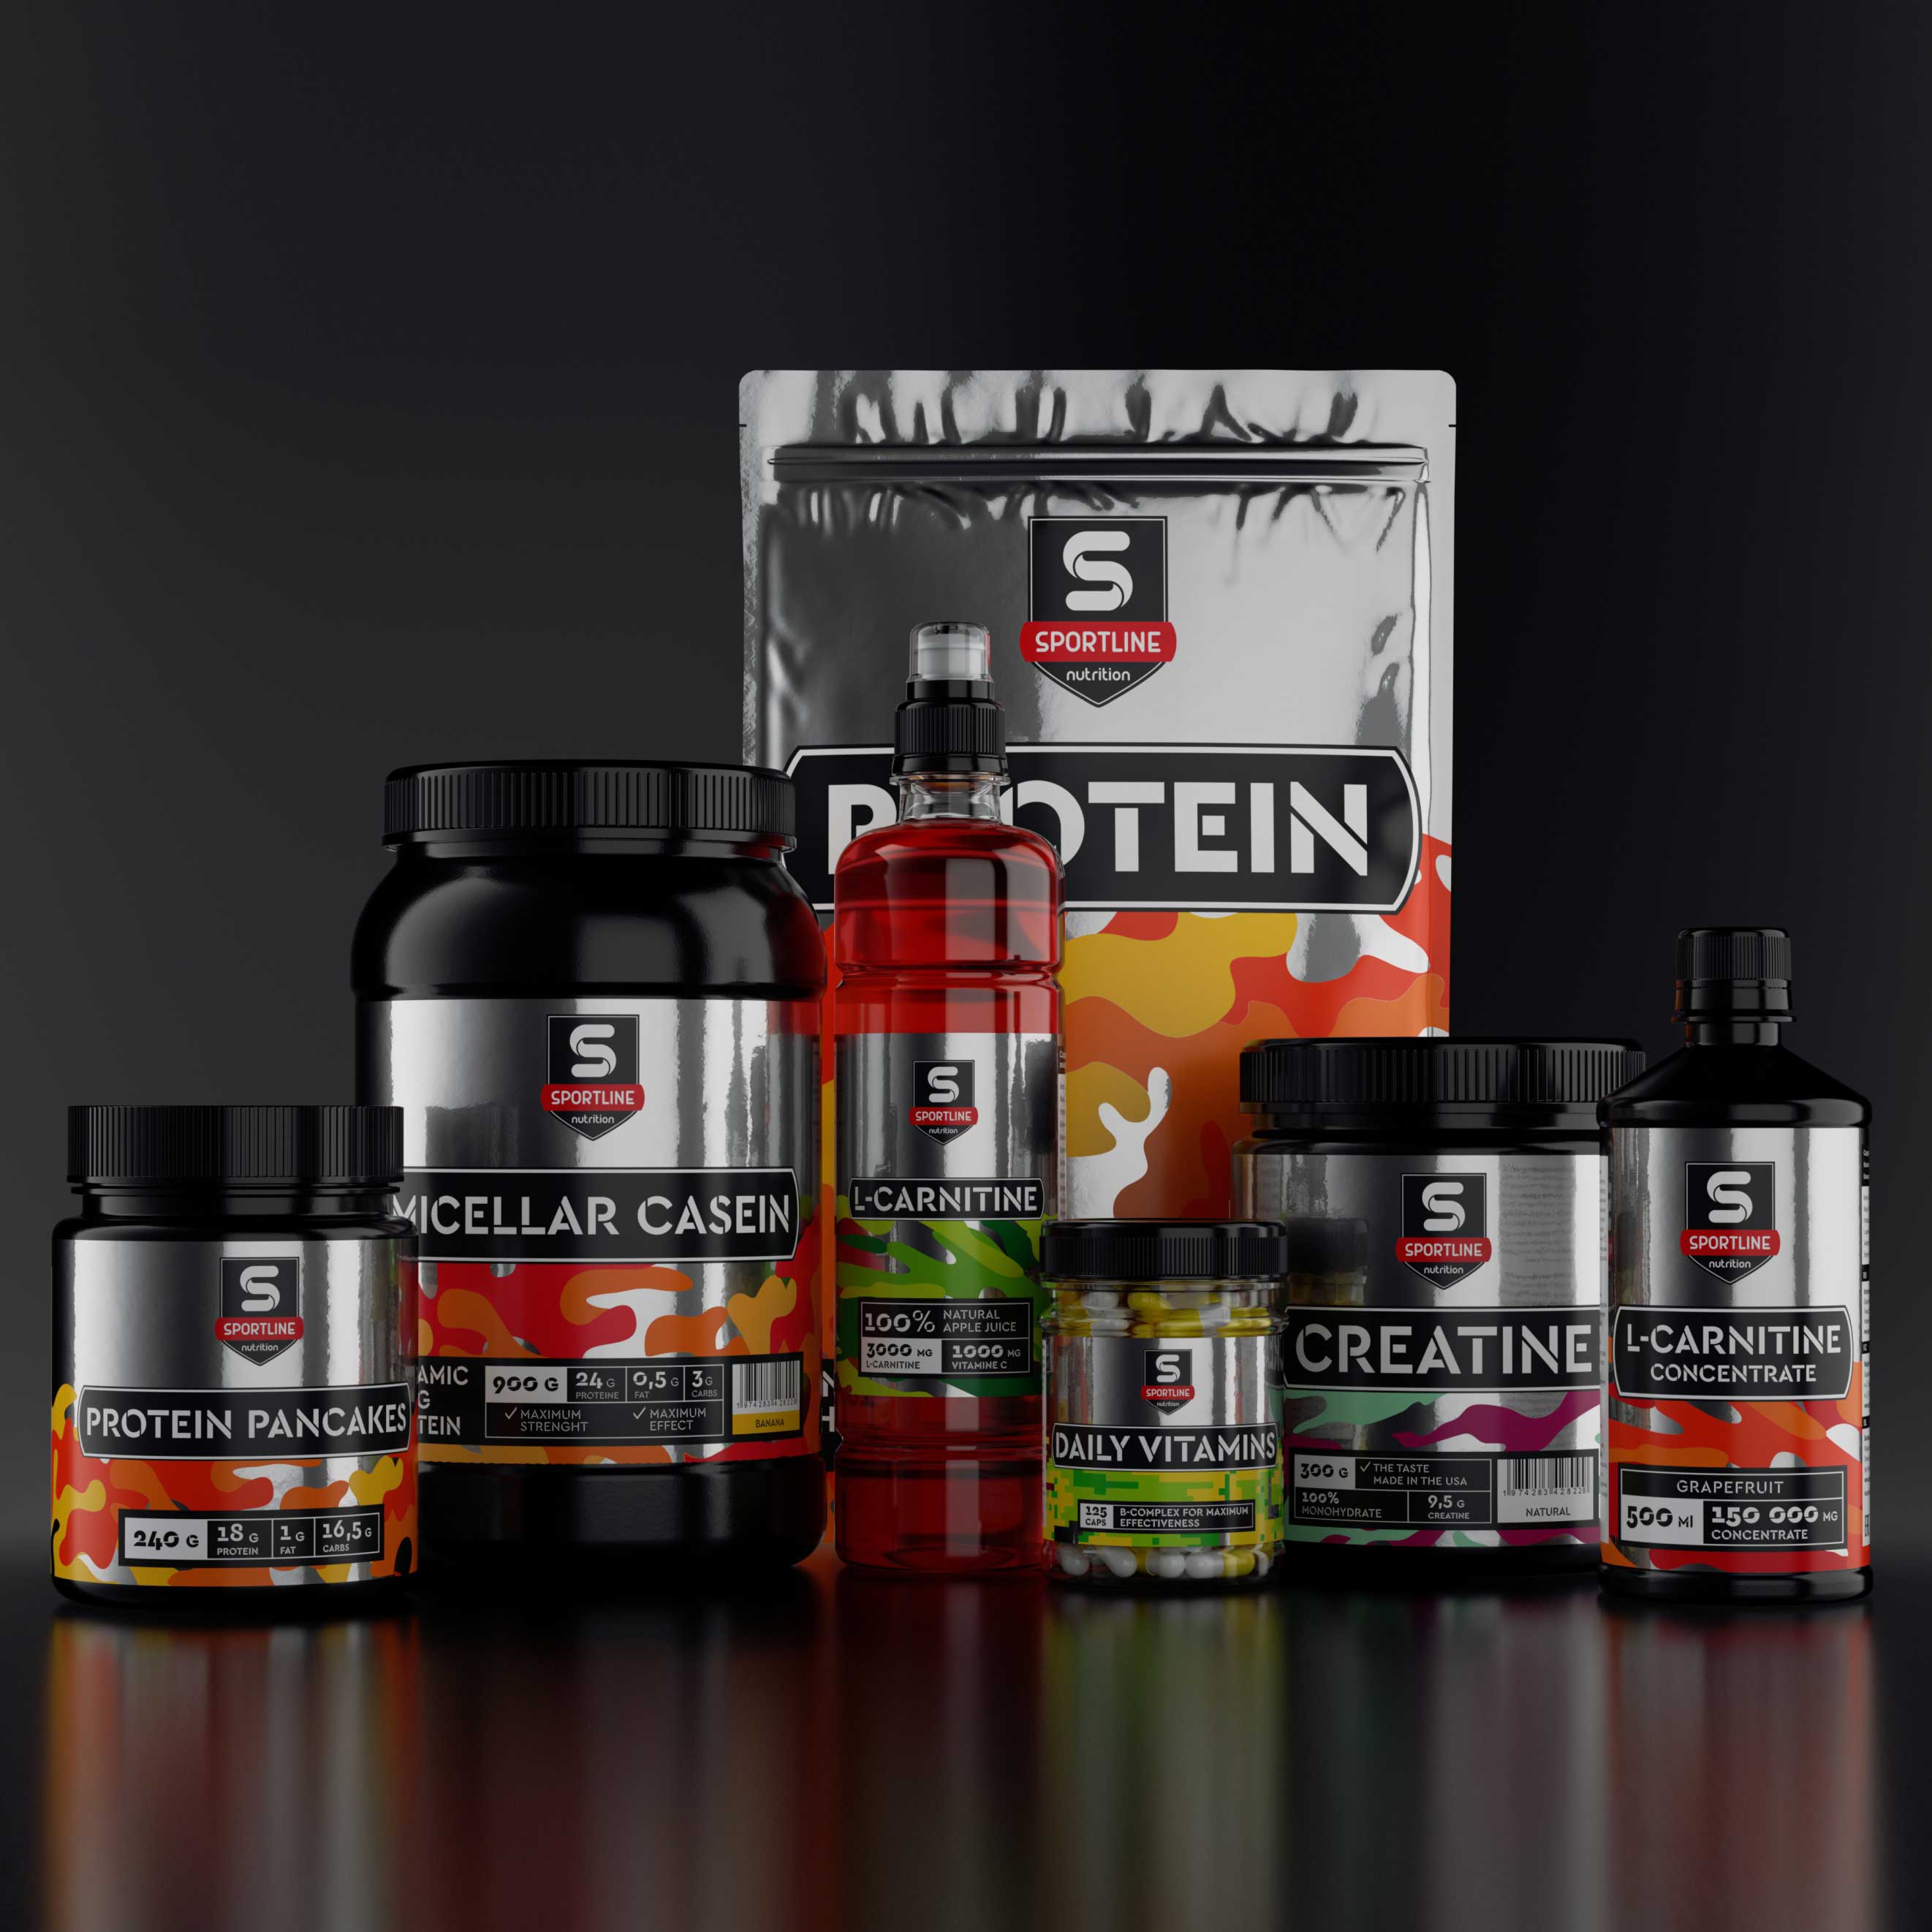 S
SPORTLINE
nutrition
PROTEIN
S
SPORTLINE
nutrition
PROTEIN PANCAKES
240 G
18 G
PROTEIN
1 G
FAT
16,5 G
CARBS
S
SPORTLINE
nutrition
MICELLAR CASEIN
AMIC
G
TEIN
900 G
24 G
PROTEINE
0,5 G
FAT
3 G
CARBS
✓ MAXIMUM
STRENGHT
✓ MAXIMUM
EFFECT
BANANA
S
SPORTLINE
nutrition
L-CARNITINE
100%
NATURAL
APPLE JUICE
3000 MG
L-CARNITINE
1000 MG
VITAMINE C
S
SPORTLINE
nutrition
DAILY VITAMINS
125
CAPS
B-COMPLEX FOR MAXIMUM
EFFECTIVENESS
S
SPORTLINE
nutrition
CREATINE
300 G
✓ THE TASTE
MADE IN THE USA
100%
MONOHYDRATE
9,5 G
CREATINE
NATURAL
S
SPORTLINE
nutrition
L-CARNITINE
CONCENTRATE
GRAPEFRUIT
500 Ml
150 000 MG
CONCENTRATE